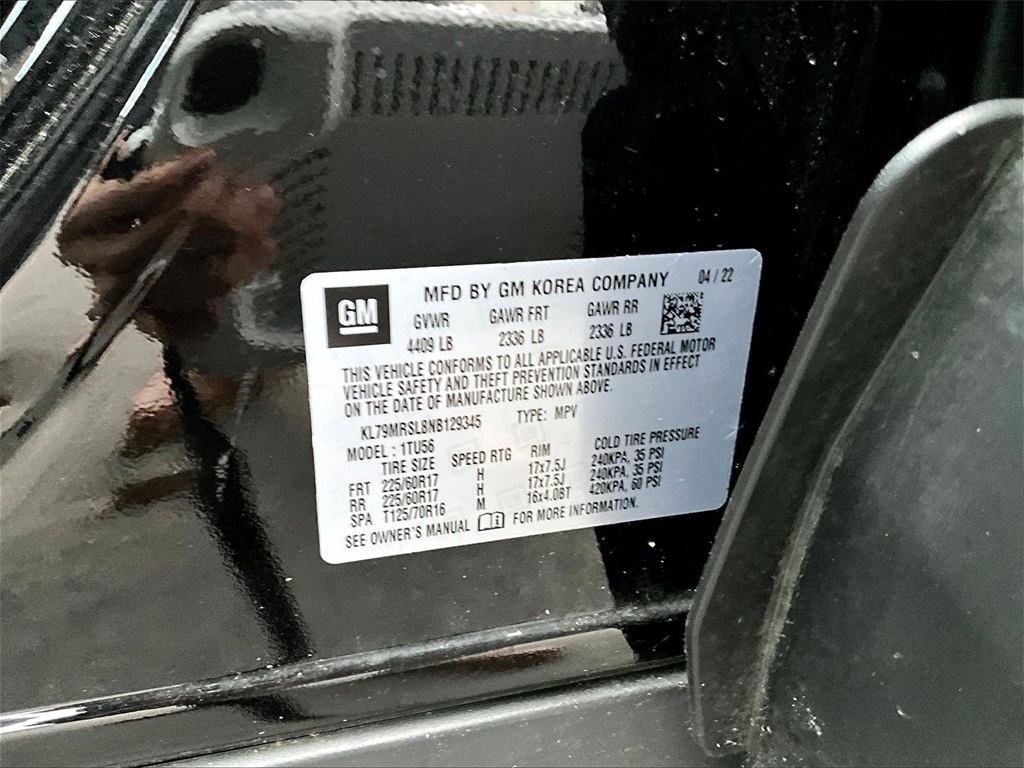 GM MFD BY GM KOREA COMPANY 04 / 22
GVWR GAWR FRT GAWR RR
4409 LB 2336 LB 2336 LB
THIS VEHICLE CONFORMS TO ALL APPLICABLE U.S. FEDERAL MOTOR
VEHICLE SAFETY AND THEFT PREVENTION STANDARDS IN EFFECT
ON THE DATE OF MANUFACTURE SHOWN ABOVE.
KL79MRSL8NB129345 TYPE: MPV
MODEL : 1TU56
TIRE SIZE SPEED RTG RIM COLD TIRE PRESSURE
FRT 225/60R17 H 17x7.5J 240KPA, 35 PSI
RR 225/60R17 H 17x7.5J 240KPA, 35 PSI
SPA T125/70R16 M 16x4.0BT 420KPA, 60 PSI
SEE OWNER'S MANUAL FOR MORE INFORMATION.